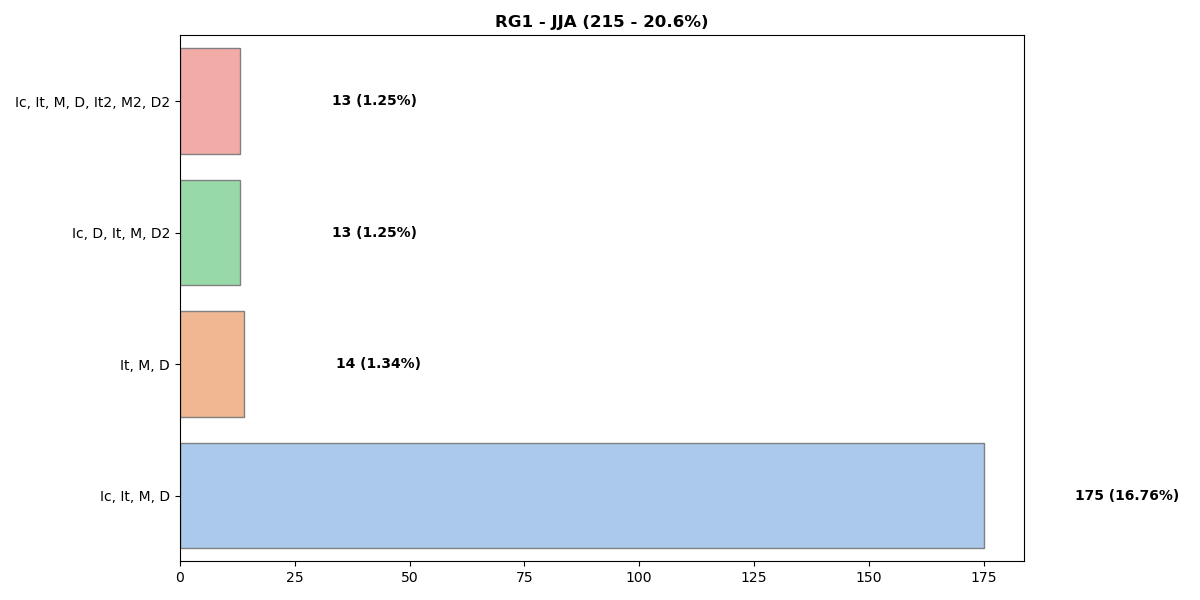 RG1 - JJA (215 - 20.6%)
Ic, It, M, D, It2, M2, D2
13 (1.25%)
Ic, D, It, M, D2
13 (1.25%)
It, M, D
14 (1.34%)
Ic, It, M, D
175 (16.76%)
0 25 50 75 100 125 150 175